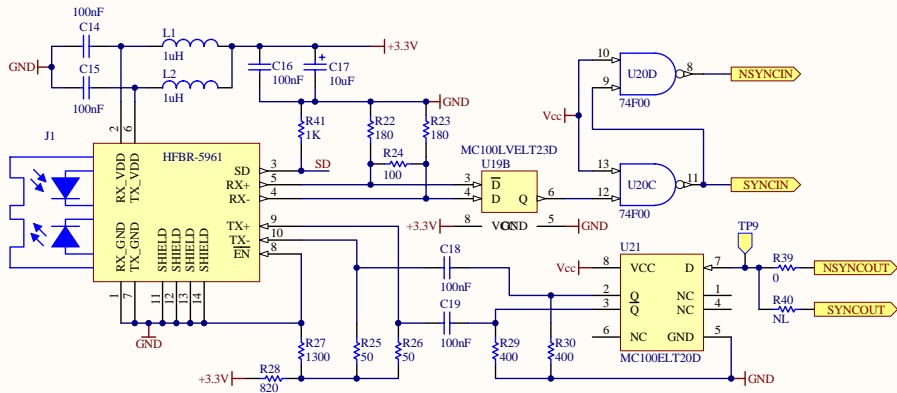 100nF
C14
L1
1uH
+3.3V
GND
C15
100nF
L2
1uH
C16
100nF
C17
10uF
GND
10
9
U20D
74F00
8
NSYNCIN
Vcc
J1
2
6
HFBR-5961
RX_VDD
TX_VDD
RX_GND
TX_GND
SHIELD
SHIELD
SHIELD
SHIELD
SD
RX+
RX-
TX+
TX-
EN
3
5
4
9
10
8
SD
R41
1K
R22
180
R23
180
R24
100
MC100LVELT23D
U19B
3
4
D
D
Q
6
+3.3V
8
VCC
GND
5
GND
13
12
U20C
74F00
11
SYNCIN
1
7
11
12
13
14
GND
C18
100nF
C19
100nF
U21
Vcc
8
VCC
2
Q
3
Q
6
NC
D
7
NC
1
NC
4
GND
5
MC100ELT20D
TP9
R39
0
NSYNCOUT
R40
NL
SYNCOUT
R27
1300
R25
50
R26
50
R29
400
R30
400
+3.3V
R28
820
GND